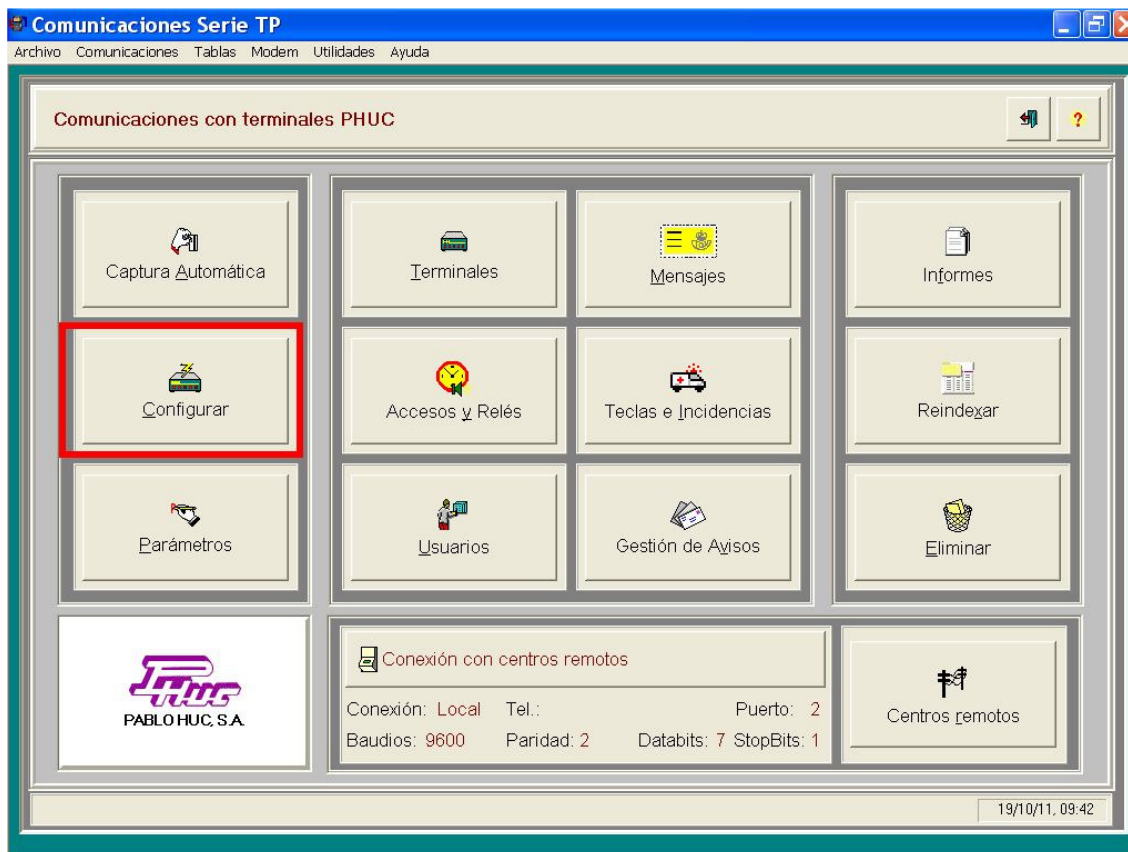 Comunicaciones Serie TP
Archivo Comunicaciones Tablas Modem Utilidades Ayuda
Comunicaciones con terminales PHUC
?
Captura Automática
Terminales
Mensajes
Informes
Configurar
Accesos y Relés
Teclas e Incidencias
Reindexar
Parámetros
Usuarios
Gestión de Avisos
Eliminar
PHUC
PABLO HUC, S.A.
Conexión con centros remotos
Conexión: Local Tel.: Puerto: 2
Baudios: 9600 Paridad: 2 Databits: 7 StopBits: 1
Centros remotos
19/10/11, 09:42